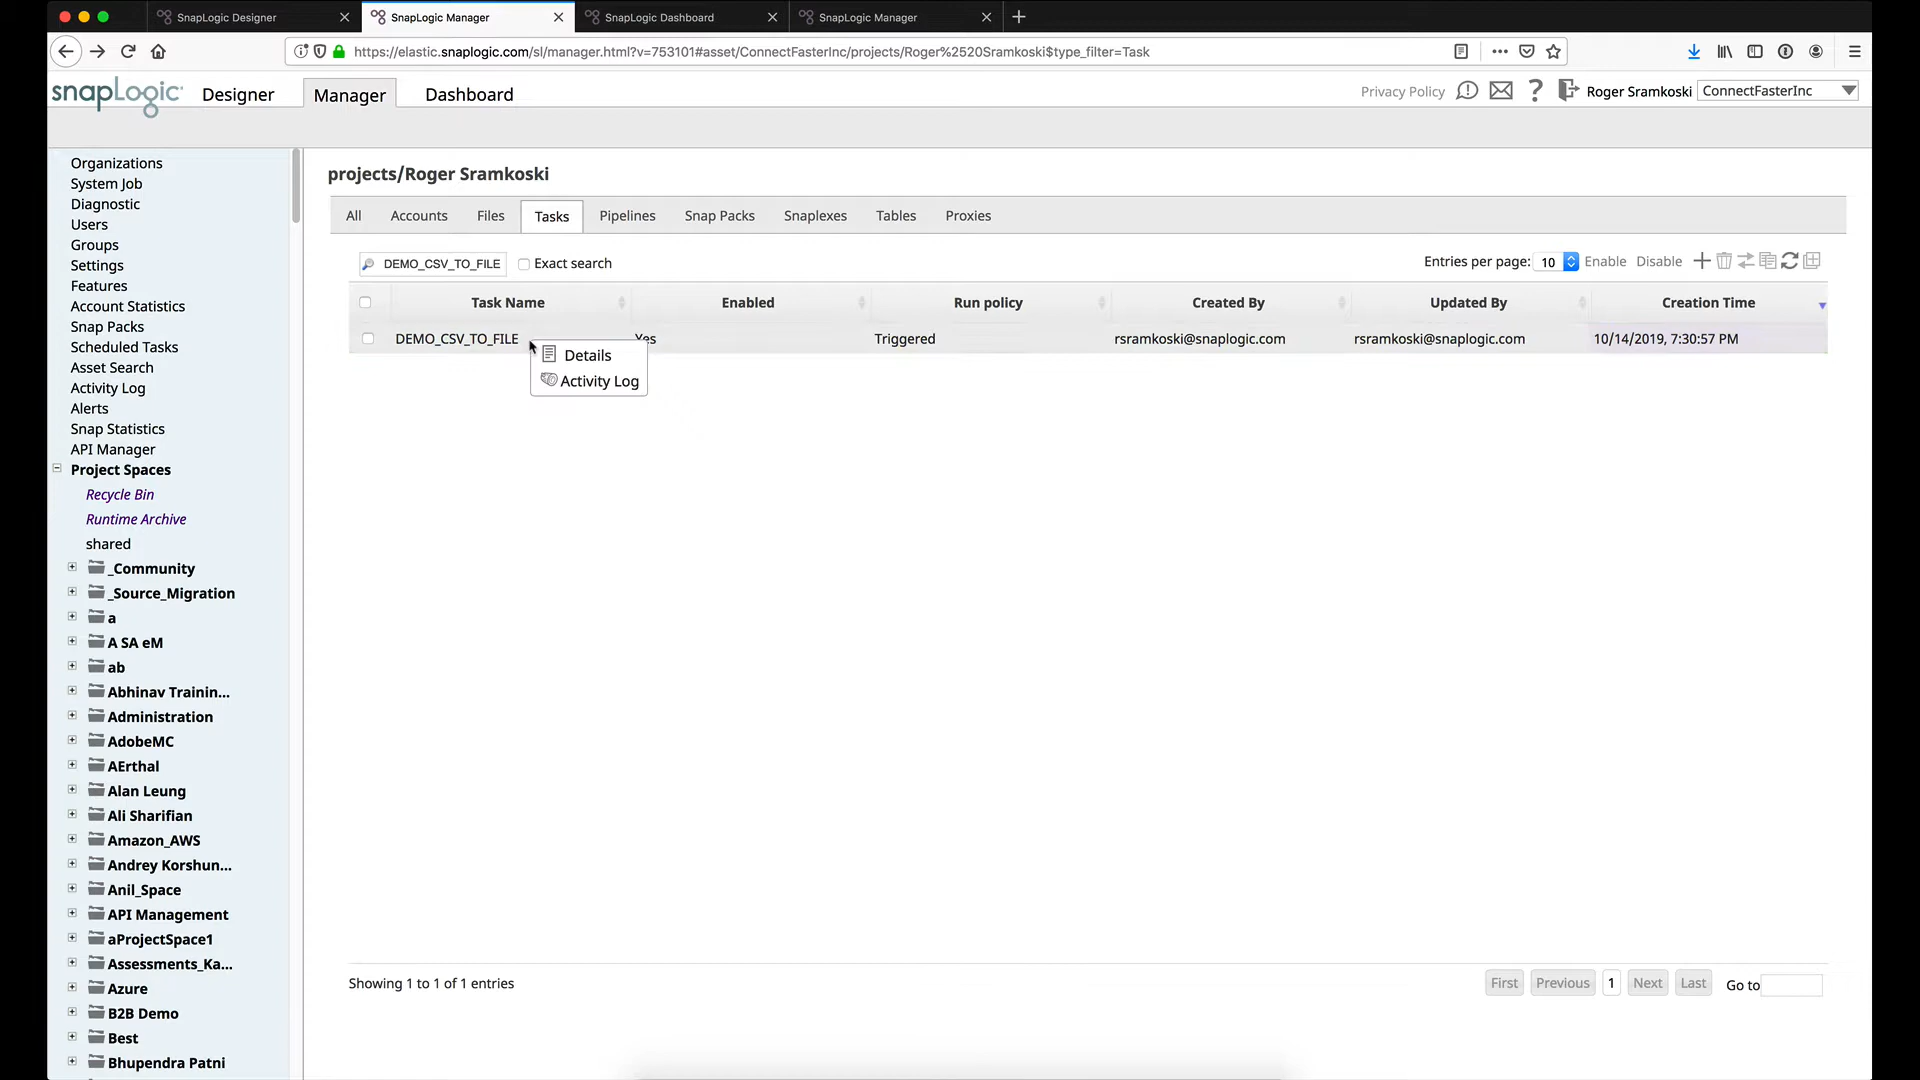 SnapLogic Designer
SnapLogic Manager
SnapLogic Dashboard
SnapLogic Manager
https://elastic.snaplogic.com/sl/manager.html?v=753101#asset/ConnectFasterInc/projects/Roger%2520Sramkoski$type_filter=Task
snapLogic
Designer
Manager
Dashboard
Privacy Policy
Roger Sramkoski
ConnectFasterInc
Organizations
System Job
Diagnostic
Users
Groups
Settings
Features
Account Statistics
Snap Packs
Scheduled Tasks
Asset Search
Activity Log
Alerts
Snap Statistics
API Manager
Project Spaces
Recycle Bin
Runtime Archive
shared
_Community
_Source_Migration
a
A SA eM
ab
Abhinav Trainin...
Administration
AdobeMC
AErthal
Alan Leung
Ali Sharifian
Amazon_AWS
Andrey Korshun...
Anil_Space
API Management
aProjectSpace1
Assessments_Ka...
Azure
B2B Demo
Best
Bhupendra Patni
projects/Roger Sramkoski
All Accounts Files Tasks Pipelines Snap Packs Snaplexes Tables Proxies
DEMO_CSV_TO_FILE Exact search Entries per page: 10 Enable Disable
Task Name Enabled Run policy Created By Updated By Creation Time
DEMO_CSV_TO_FILE Yes Triggered rsramkoski@snaplogic.com rsramkoski@snaplogic.com 10/14/2019, 7:30:57 PM
Details
Activity Log
Showing 1 to 1 of 1 entries First Previous 1 Next Last Go to